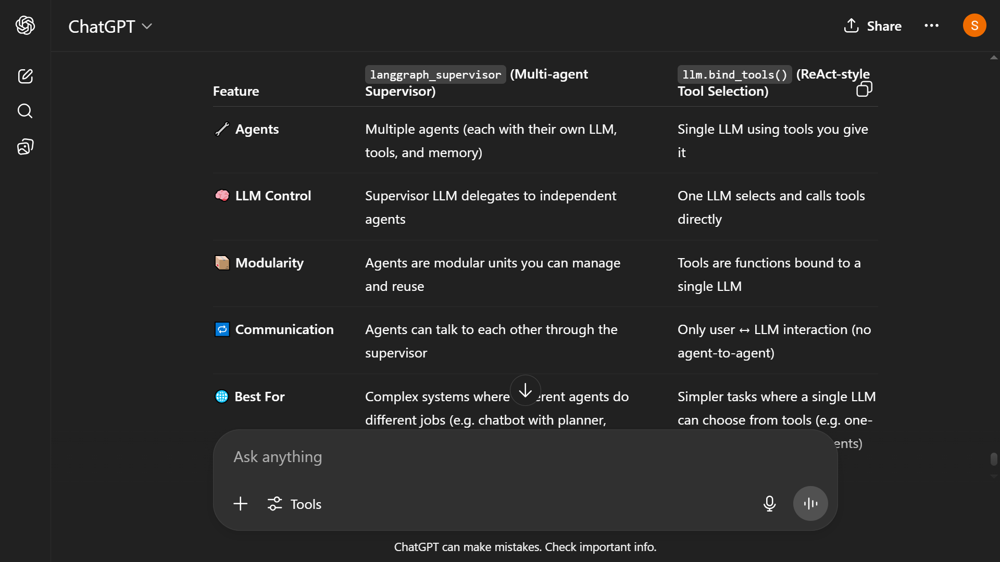 ChatGPT
Share
S
langgraph_supervisor (Multi-agent
llm.bind_tools() (ReAct-style
Feature
Supervisor)
Tool Selection)
Agents
Multiple agents (each with their own LLM,
tools, and memory)
Single LLM using tools you give
it
LLM Control
Supervisor LLM delegates to independent
agents
One LLM selects and calls tools
directly
Modularity
Agents are modular units you can manage
and reuse
Tools are functions bound to a
single LLM
Communication
Agents can talk to each other through the
supervisor
Only user ↔ LLM interaction (no
agent-to-agent)
Best For
Complex systems where agents do
different jobs (e.g. chatbot with planner,
Simpler tasks where a single LLM
can choose from tools (e.g. one-
Ask anything
Tools
ChatGPT can make mistakes. Check important info.